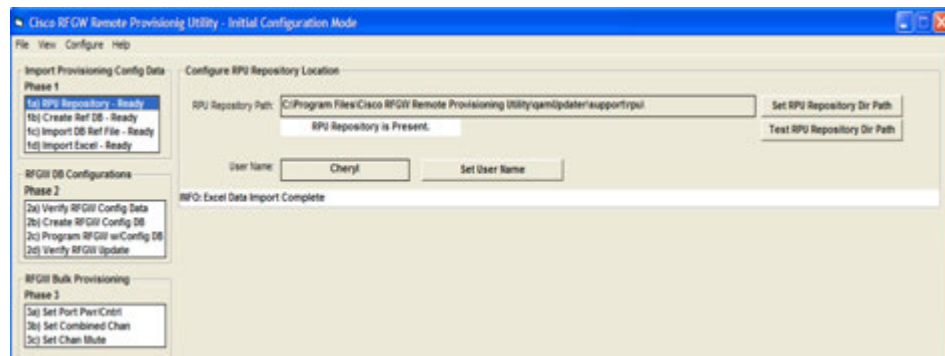 Cisco RFGW Remote Provisionig Utility - Initial Configuration Mode
File View Configure Help
Import Provisioning Config Data
Phase 1
1a) RPU Repository - Ready
1b) Create Ref DB - Ready
1c) Import DB Ref File - Ready
1d) Import Excel - Ready
Configure RPU Repository Location
RPU Repository Path: C:\Program Files\Cisco RFGW Remote Provisioning Utility\qamUpdater\support\rpu\
Set RPU Repository Dir Path
RPU Repository is Present.
Test RPU Repository Dir Path
User Name: Cheryl
Set User Name
INFO: Excel Data Import Complete
RFGW DB Configurations
Phase 2
2a) Verify RFGW Config Data
2b) Create RFGW Config DB
2c) Program RFGW w/Config DB
2d) Verify RFGW Update
RFGW Bulk Provisioning
Phase 3
3a) Set Port Pwr/Cntrl
3b) Set Combined Chan
3c) Set Chan Mute